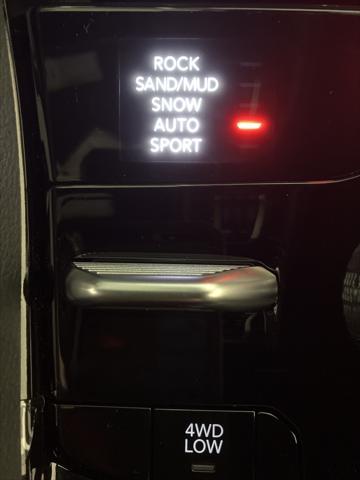 ROCK
SAND/MUD
SNOW
AUTO
SPORT
4WD
LOW